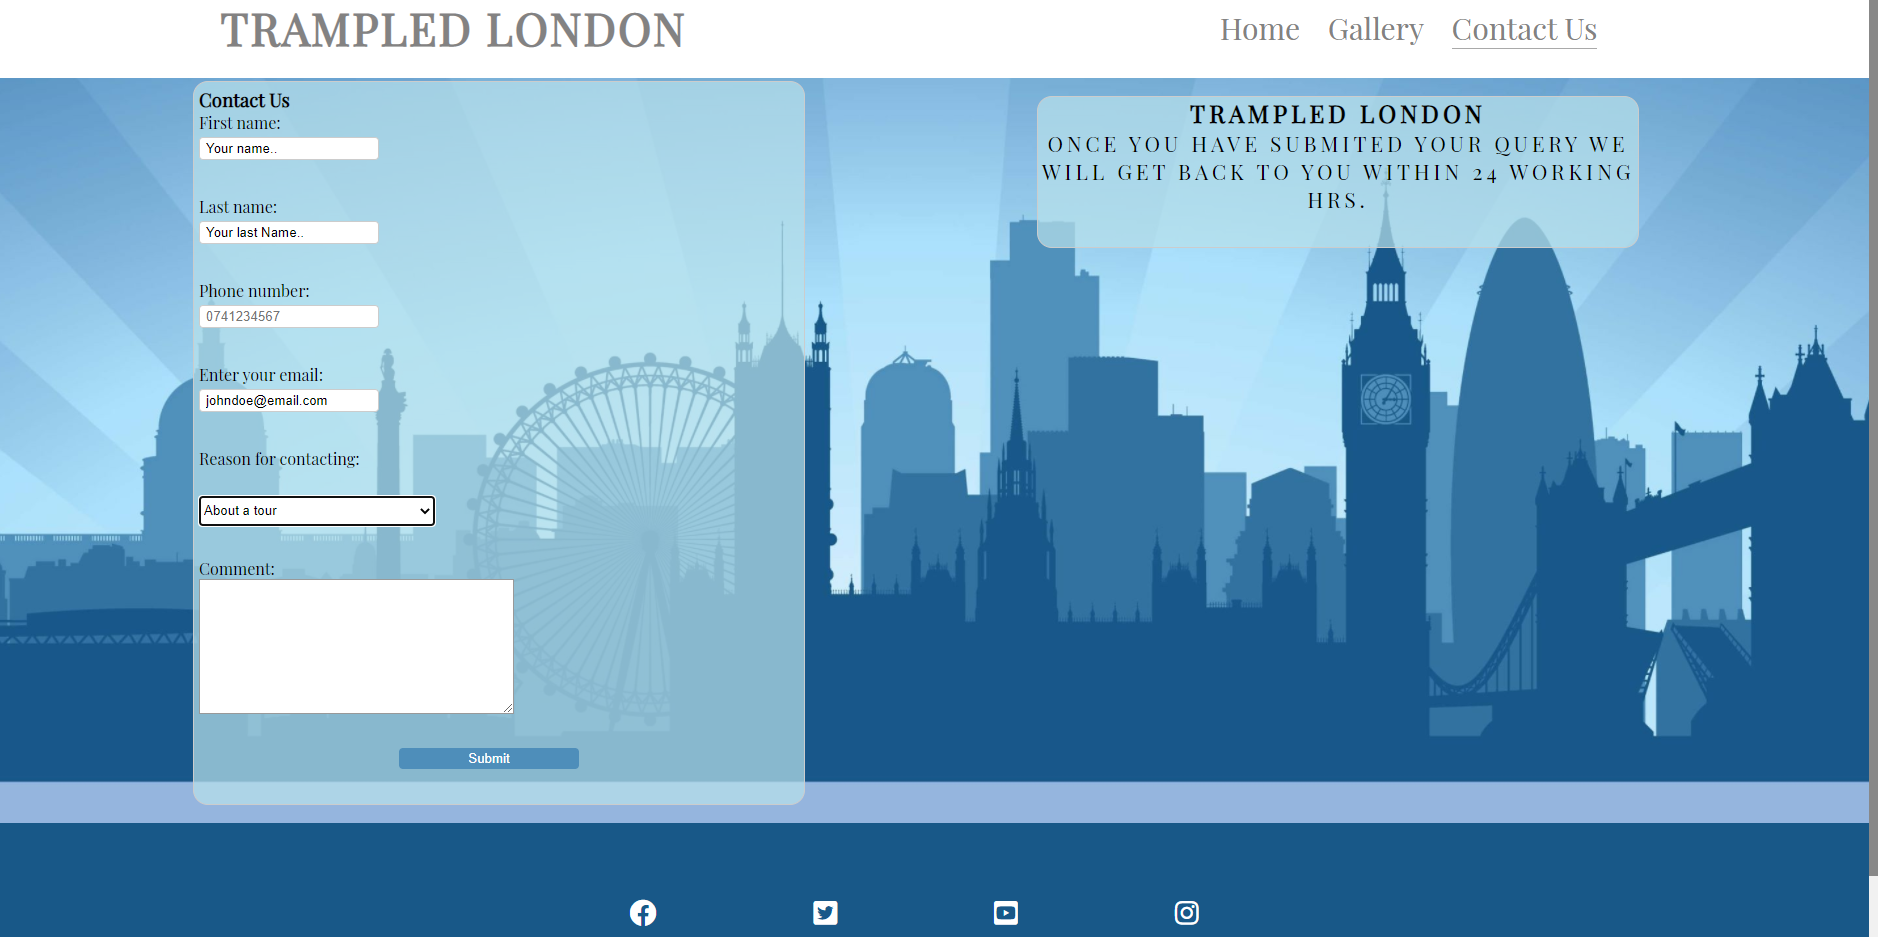 TRAMPLED LONDON
Home Gallery Contact Us
Contact Us
First name:
Your name..
Last name:
Your last Name..
Phone number:
0741234567
Enter your email:
johndoe@email.com
Reason for contacting:
About a tour
Comment:
Submit
TRAMPLED LONDON
ONCE YOU HAVE SUBMITED YOUR QUERY WE
WILL GET BACK TO YOU WITHIN 24 WORKING
HRS.